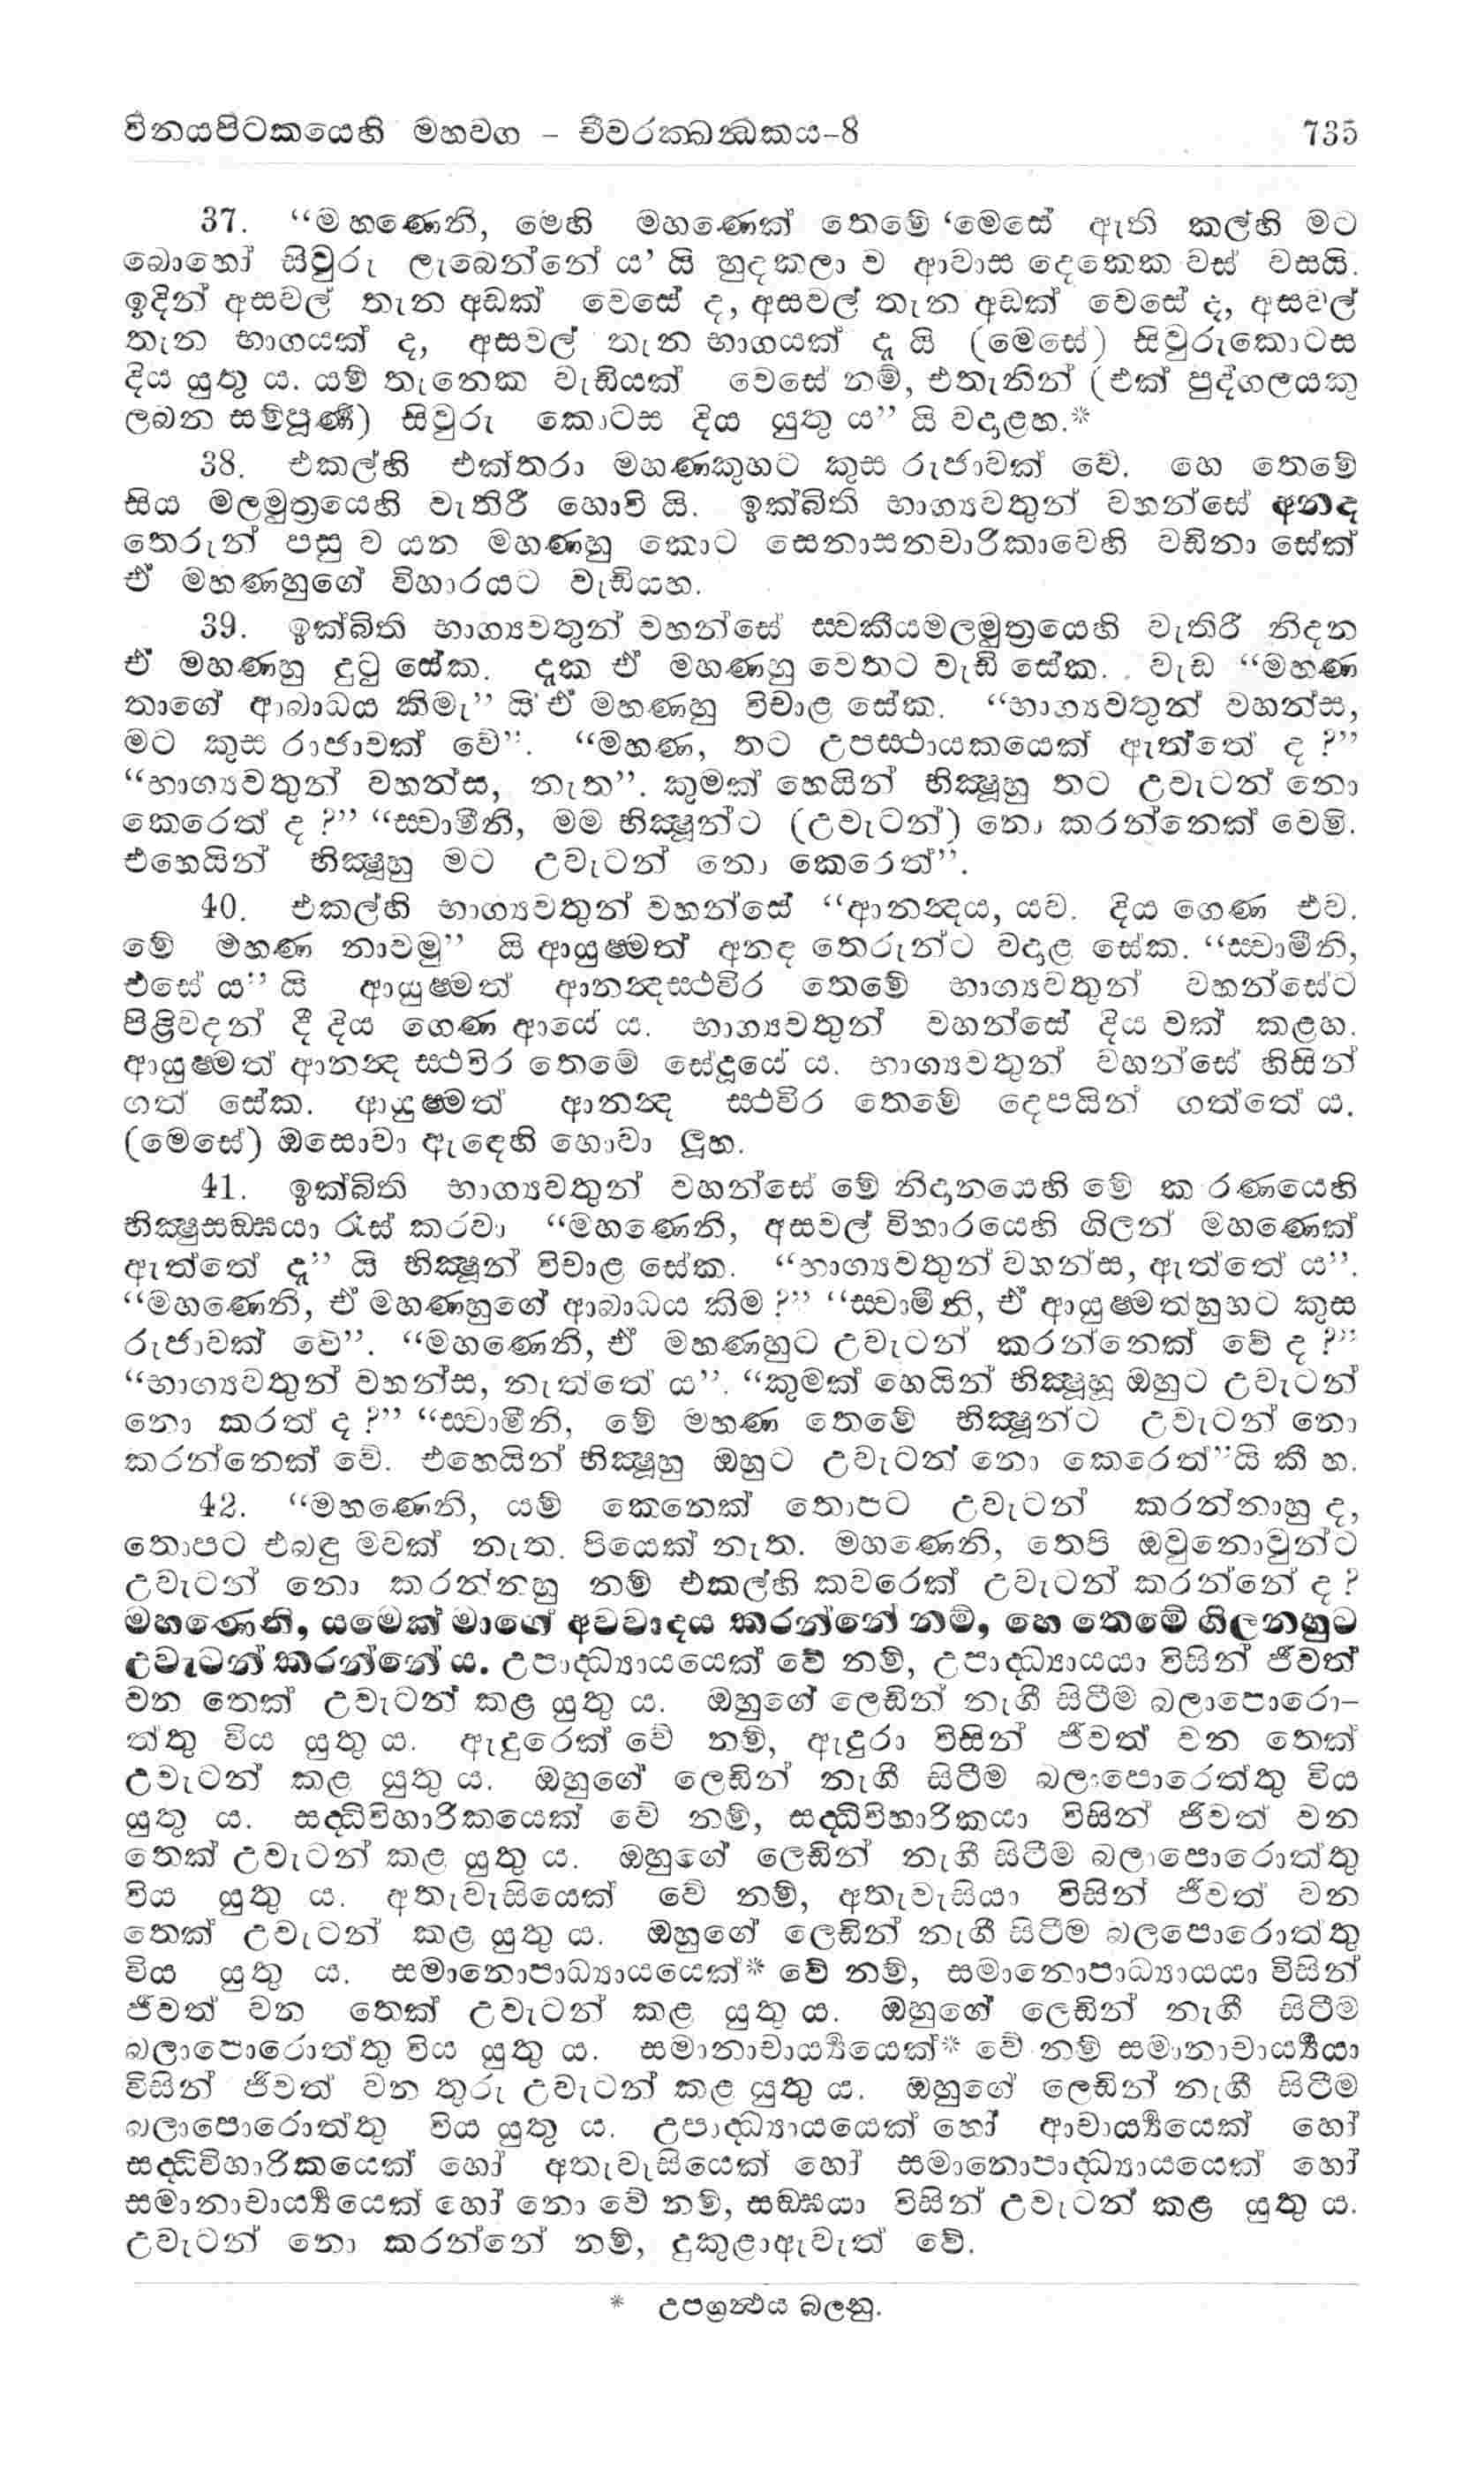 විනයපිටකයෙහි මහවග – චීවරක්ඛන්ධකය-8 735
37. “මහණෙනි, මෙහි මහණෙක් තෙමේ ‘මෙසේ ඇති කල්හි මට
බොහෝ සිවුරු ලැබෙන්නේ ය’ යි හුදකලා ව ආවාස දෙකෙක වස් වසයි.
ඉදින් අසවල් තැන අඩක් වෙසේ ද, අසවල් තැන අඩක් වෙසේ ද, අසවල්
තැන භාගයක් ද, අසවල් තැන භාගයක් දැ යි (මෙසේ) සිවුරුකොටස
දිය යුතු ය. යම් තැනෙක වැඩියක් වෙසේ නම්, එතැනින් (එක් පුද්ගලයකු
ලබන සම්පූර්‍ණ) සිවුරු කොටස දිය යුතු ය” යි වදාළහ.*
38. එකල්හි එක්තරා මහණකුහට කුස රුජාවක් වේ. හෙ තෙමේ
සිය මලමුත්‍රයෙහි වැතිරී හොවි යි. ඉක්බිති භාග්‍යවතුන් වහන්සේ අනඳ
තෙරුන් පසු ව යන මහණහු කොට සෙනාසනචාරිකාවෙහි වඩිනා සේක්
ඒ මහණහුගේ විහාරයට වැඩියහ.
39. ඉක්බිති භාග්‍යවතුන් වහන්සේ ස්වකීයමලමුත්‍රයෙහි වැතිරී නිදන
ඒ මහණහු දුටු සේක. දැක ඒ මහණහු වෙතට වැඩි සේක. වැඩ “මහණ
තාගේ ආබාධය කිමැ” යි ඒ මහණහු විචාළ සේක. “භාග්‍යවතුන් වහන්ස,
මට කුස රාජාවක් වේ”. “මහණ, තට උපස්ථායකයෙක් ඇත්තේ ද ?”
“භාග්‍යවතුන් වහන්ස, නැත”. කුමක් හෙයින් භික්‍ෂූහු තට උවැටන් නො
කෙරෙත් ද ?” “ස්වාමීනි, මම භික්‍ෂූන්ට (උවැටන්) නො කරන්නෙක් වෙමි.
එහෙයින් භික්‍ෂූහු මට උවැටන් නො කෙරෙත්”.
40. එකල්හි භාග්‍යවතුන් වහන්සේ “ආනන්‍දය, යව. දිය ගෙණ එව.
මේ මහණ නාවමු” යි ආයුෂ්මත් අනඳ තෙරුන්ට වදාළ සේක. “ස්වාමීනි,
එසේ ය” යි ආයුෂ්මත් ආනන්‍දස්ථවිර තෙමේ භාග්‍යවතුන් වහන්සේට
පිළිවදන් දී දිය ගෙණ ආයේ ය. භාග්‍යවතුන් වහන්සේ දිය වක් කළහ.
ආයුෂ්මත් ආනන්‍ද ස්ථවිර තෙමේ සේදූයේ ය. භාග්‍යවතුන් වහන්සේ හිසින්
ගත් සේක. ආයුෂ්මත් ආනන්‍ද ස්ථවිර තෙමේ දෙපයින් ගත්තේ ය.
(මෙසේ) ඔසොවා ඇඳෙහි හොවා ලූහ.
41. ඉක්බිති භාග්‍යවතුන් වහන්සේ මේ නිදානයෙහි මේ ක රණයෙහි
භික්‍ෂුසඞ්ඝයා රැස් කරවා “මහණෙනි, අසවල් විහාරයෙහි ගිලන් මහණෙක්
ඇත්තේ දැ” යි භික්‍ෂූන් විචාළ සේක. “භාග්‍යවතුන් වහන්ස, ඇත්තේ ය”.
“මහණෙනි, ඒ මහණහුගේ ආබාධය කිම ?” “ස්වාමීනි, ඒ ආයුෂ්මත්හුහට කුස
රුජාවක් වේ”. “මහණෙනි, ඒ මහණහුට උවැටන් කරන්නෙක් වේ ද ?”
“භාග්‍යවතුන් වහන්ස, නැත්තේ ය”. “කුමක් හෙයින් භික්‍ෂූහූ ඔහුට උවැටන්
නො කරත් ද ?” “ස්වාමීනි, මේ මහණ තෙමේ භික්‍ෂූන්ට උවැටන් නො
කරන්නෙක් වේ. එහෙයින් භික්‍ෂූහු ඔහුට උවැටන් නො කෙරෙත්”යි කී හ.
42. “මහණෙනි, යම් කෙනෙක් තොපට උවැටන් කරන්නාහු ද,
තොපට එබඳු මවක් නැත. පියෙක් නැත. මහණෙනි, තෙපි ඔවුනොවුන්ට
උවැටන් නො කරන්නහු නම් එකල්හි කවරෙක් උවැටන් කරන්නේ ද ?
මහණෙනි, යමෙක් මාගේ අවවාදය කරන්නේ නම්, හෙ තෙමේ ගිලනහුට
උවැටන් කරන්නේ ය. උපාද්ධ්‍යායයෙක් වේ නම්, උපාද්ධ්‍යායයා විසින් ජීවත්
වන තෙක් උවැටන් කළ යුතු ය. ඔහුගේ ලෙඩින් නැගී සිටීම බලාපොරො–
ත්තු විය යුතු ය. ඇදුරෙක් වේ නම්, ඇදුරා විසින් ජීවත් වන තෙක්
උවැටන් කළ යුතු ය. ඔහුගේ ලෙඩින් නැගී සිටීම බලාපොරෙත්තු විය
යුතු ය. සද්ධිවිහාරිකයෙක් වේ නම්, සද්ධිවිහාරිකයා විසින් ජිවත් වන
තෙක් උවැටන් කළ යුතු ය. ඔහුගේ ලෙඩින් නැගී සිටීම බලාපොරොත්තු
විය යුතු ය. අතැවැසියෙක් වේ නම්, අතැවැසියා විසින් ජීවත් වන
තෙක් උවැටන් කළ යුතු ය. ඔහුගේ ලෙඩින් නැගී සිටීම බලපොරොත්තු
විය යුතු ය. සමානොපාධ්‍යායයෙක්* වේ නම්, සමානොපාධ්‍යායයා විසින්
ජීවත් වන තෙක් උවැටන් කළ යුතු ය. ඔහුගේ ලෙඩින් නැගී සිටීම
බලාපොරොත්තු විය යුතු ය. සමානාචාර්‍ය්‍යයෙක්* වේ නම් සමානාචාර්‍ය්‍යයා
විසින් ජීවත් වන තුරු උවැටන් කළ යුතු ය. ඔහුගේ ලෙඩින් නැගී සිටීම
බලාපොරොත්තු විය යුතු ය. උපාද්ධ්‍යායයෙක් හෝ ආචාර්‍ය්‍යයෙක් හෝ
සද්ධිවිහාරිකයෙක් හෝ අතැවැසියෙක් හෝ සමානොපාද්ධ්‍යායයෙක් හෝ
සමානාචාර්‍ය්‍යයෙක් හෝ නො වේ නම්, සඞ්ඝයා විසින් උවැටන් කළ යුතු ය.
උවැටන් නො කරන්නේ නම්, දුකුළාඇවැත් වේ.
* උපග්‍රන්‍ථය බලනු.